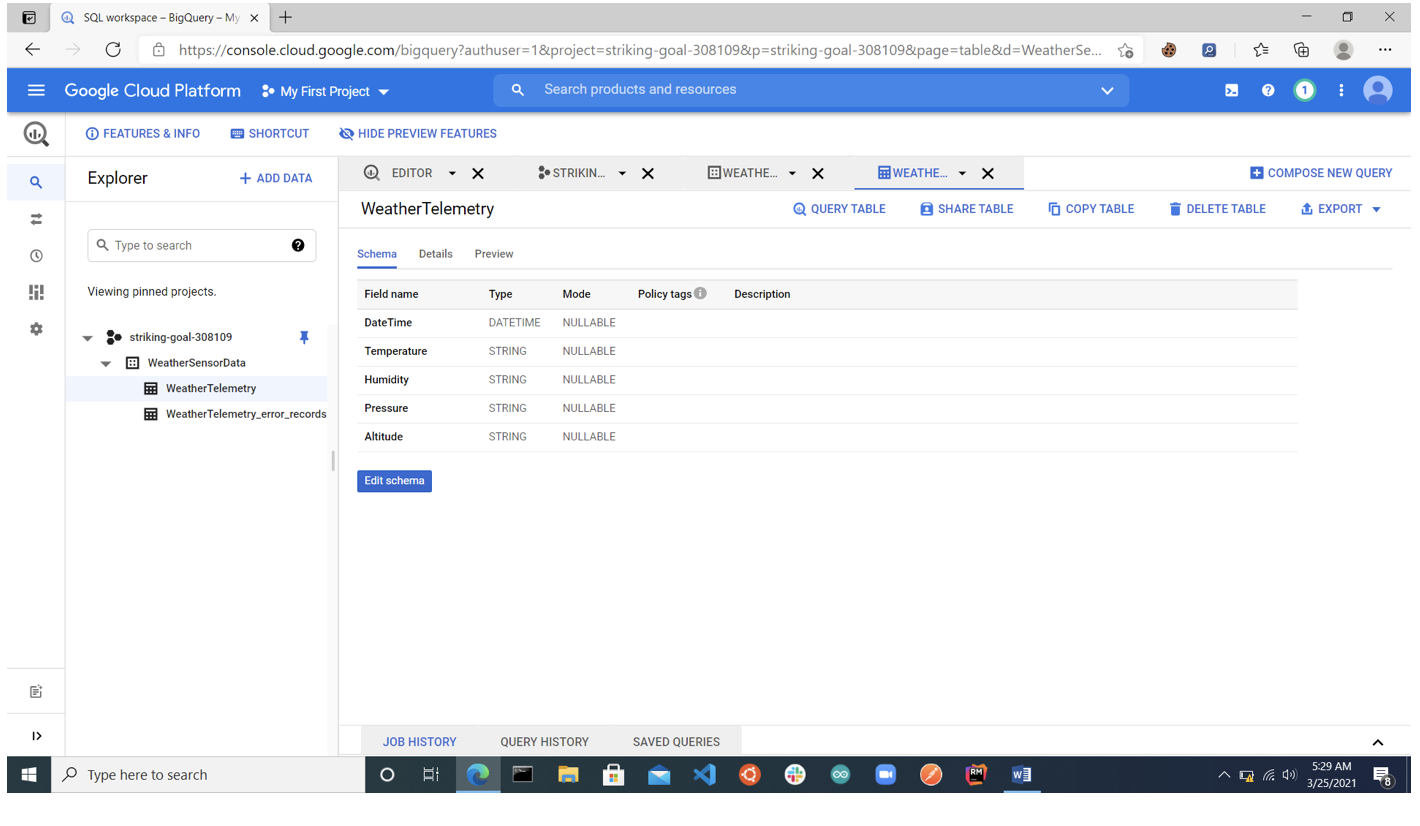 SQL workspace – BigQuery – My
https://console.cloud.google.com/bigquery?authuser=1&project=striking-goal-308109&p=striking-goal-308109&page=table&d=WeatherSe...
Google Cloud Platform My First Project Search products and resources 1
FEATURES & INFO SHORTCUT HIDE PREVIEW FEATURES
Explorer + ADD DATA EDITOR STRIKIN... WEATHE... WEATHE... COMPOSE NEW QUERY
WeatherTelemetry QUERY TABLE SHARE TABLE COPY TABLE DELETE TABLE EXPORT
Type to search
Schema Details Preview
Viewing pinned projects.
Field name Type Mode Policy tags Description
DateTime DATETIME NULLABLE
striking-goal-308109
Temperature STRING NULLABLE
WeatherSensorData
Humidity STRING NULLABLE
WeatherTelemetry
Pressure STRING NULLABLE
WeatherTelemetry_error_records
Altitude STRING NULLABLE
Edit schema
JOB HISTORY QUERY HISTORY SAVED QUERIES
Type here to search RM W 5:29 AM
3/25/2021 8